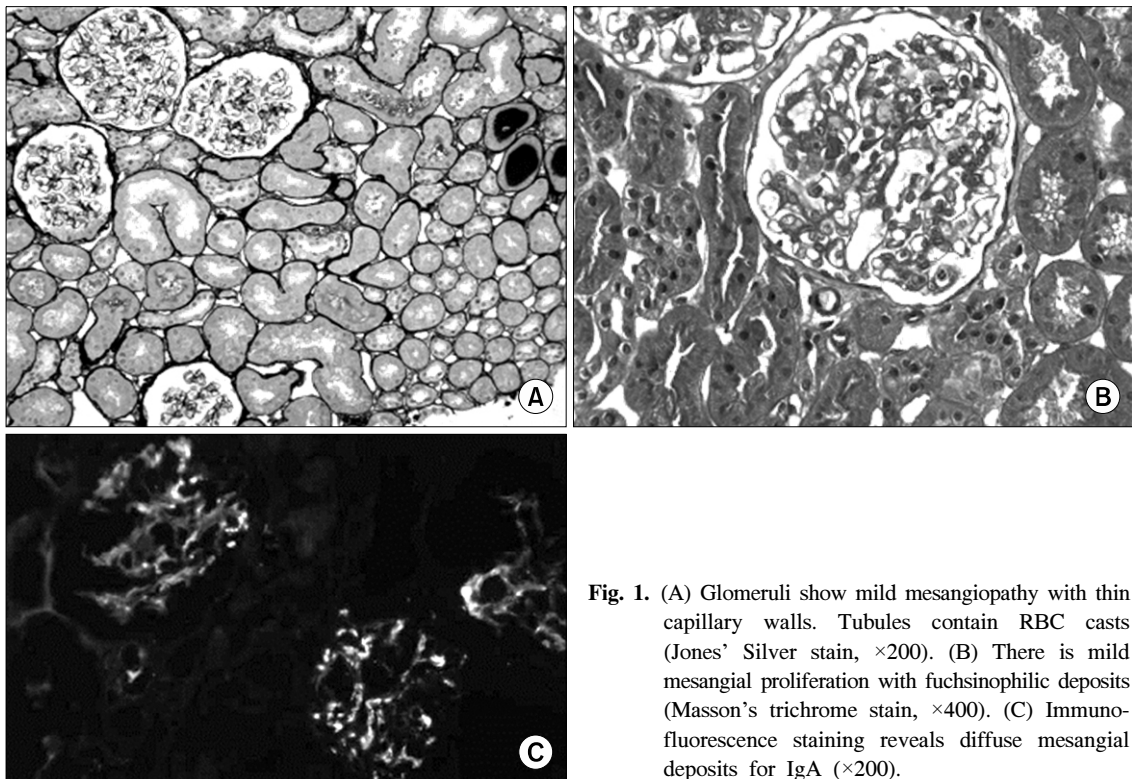 A
B
C
Fig. 1. (A) Glomeruli show mild mesangiopathy with thin
capillary walls. Tubules contain RBC casts
(Jones' Silver stain, ×200). (B) There is mild
mesangial proliferation with fuchsinophilic deposits
(Masson's trichrome stain, ×400). (C) Immuno-
fluorescence staining reveals diffuse mesangial
deposits for IgA (×200).